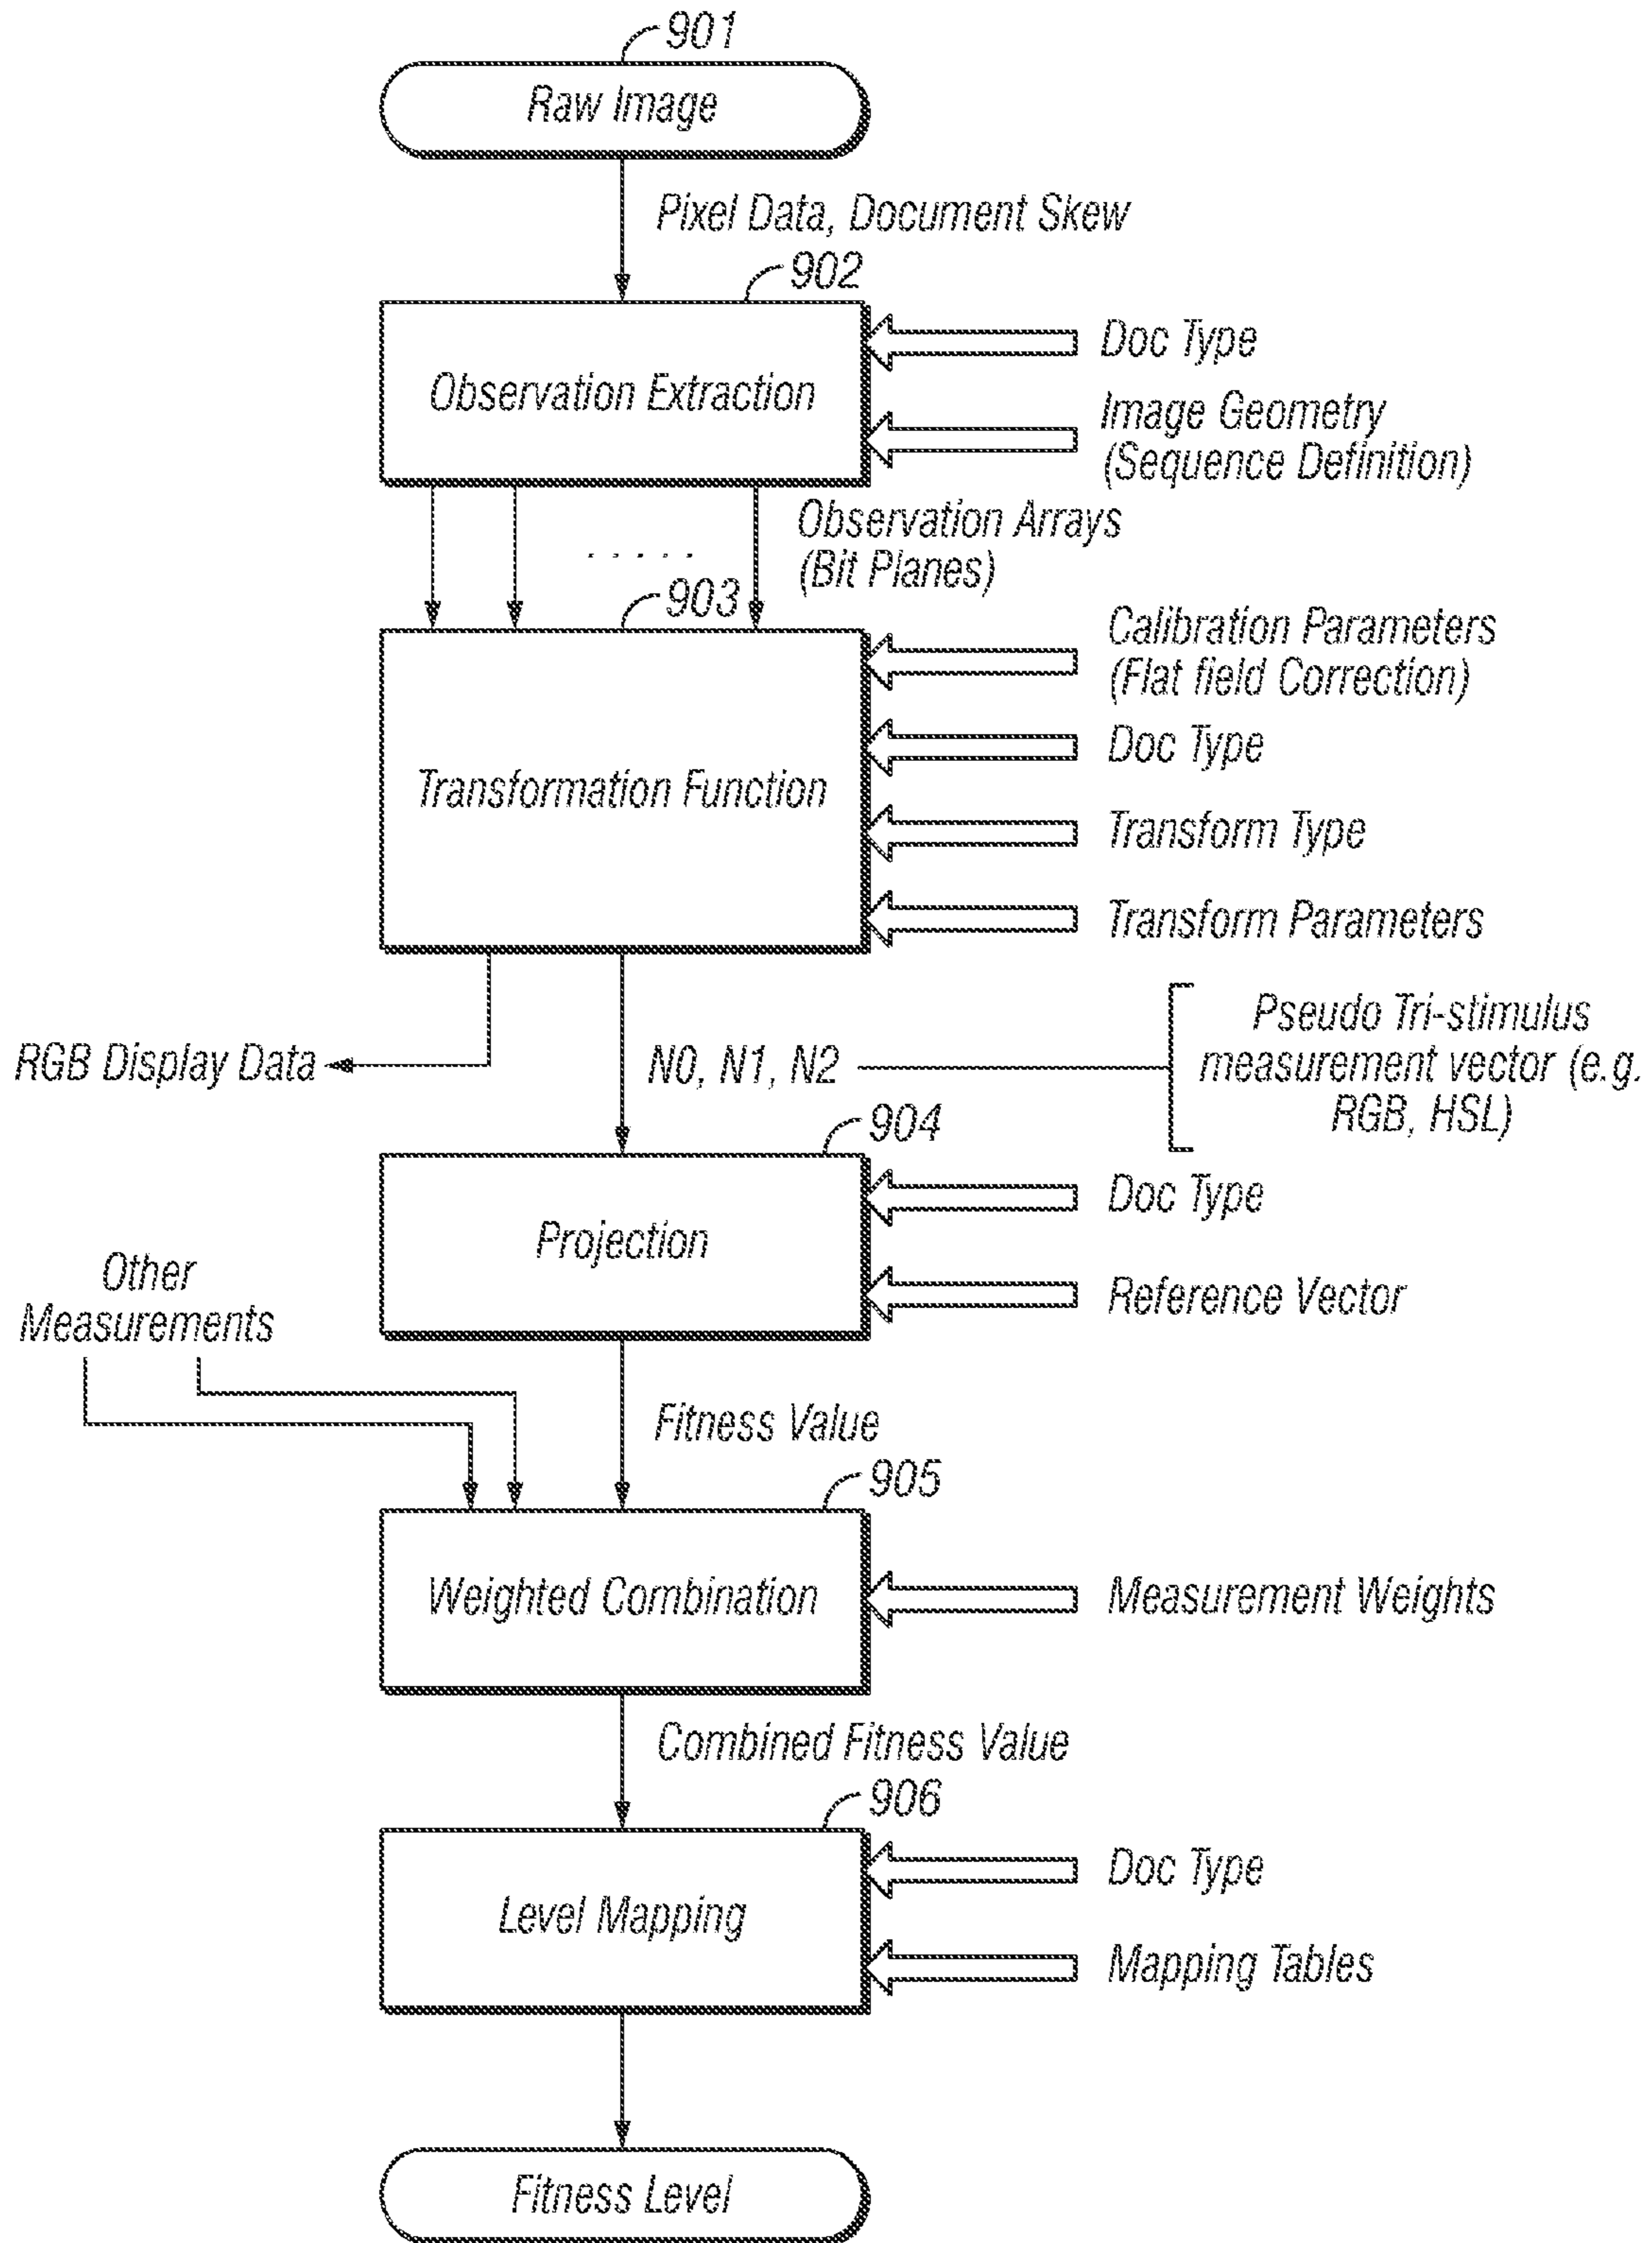 901
Raw Image
Pixel Data, Document Skew
902
Observation Extraction
Doc Type
Image Geometry
(Sequence Definition)
Observation Arrays
(Bit Planes)
903
Transformation Function
Calibration Parameters
(Flat field Correction)
Doc Type
Transform Type
Transform Parameters
RGB Display Data
N0, N1, N2
Pseudo Tri-stimulus
measurement vector (e.g.
RGB, HSL)
904
Projection
Doc Type
Reference Vector
Other
Measurements
Fitness Value
905
Weighted Combination
Measurement Weights
Combined Fitness Value
906
Level Mapping
Doc Type
Mapping Tables
Fitness Level